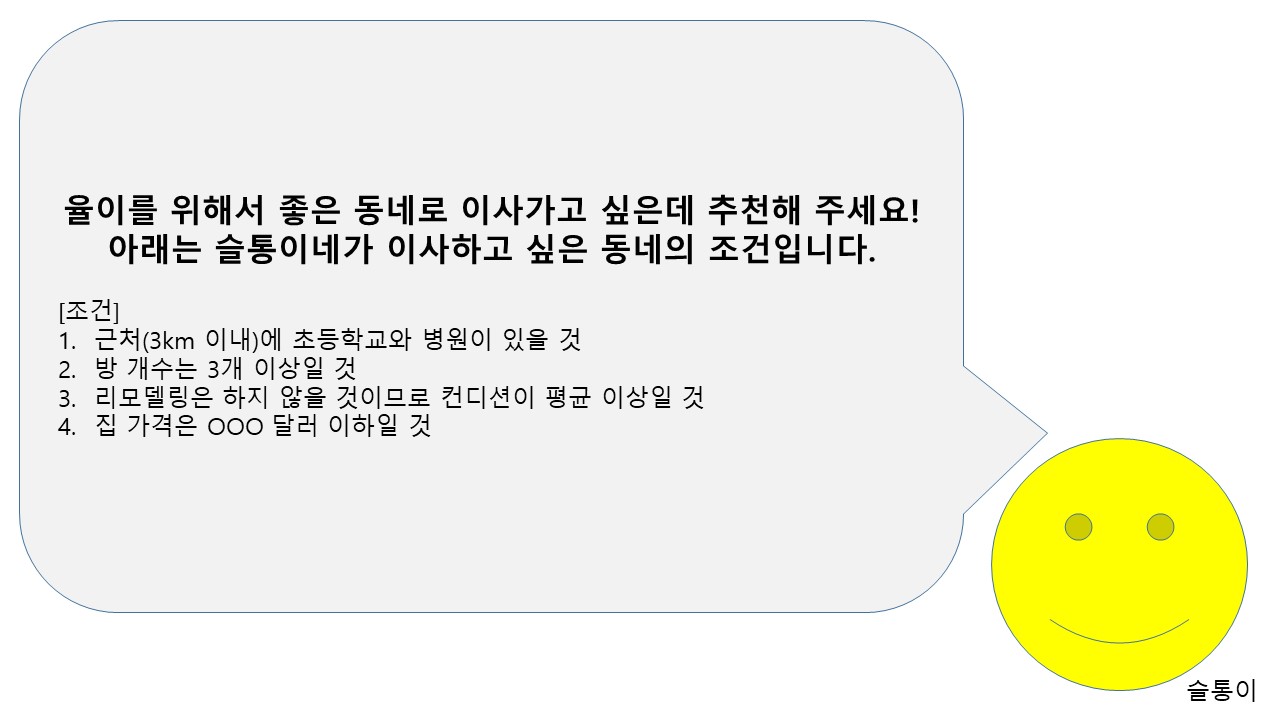 율이를 위해서 좋은 동네로 이사가고 싶은데 추천해 주세요!
아래는 슬통이네가 이사하고 싶은 동네의 조건입니다.
[조건]
1. 근처(3km 이내)에 초등학교와 병원이 있을 것
2. 방 개수는 3개 이상일 것
3. 리모델링은 하지 않을 것이므로 컨디션이 평균 이상일 것
4. 집 가격은 OOO 달러 이하일 것
슬통이